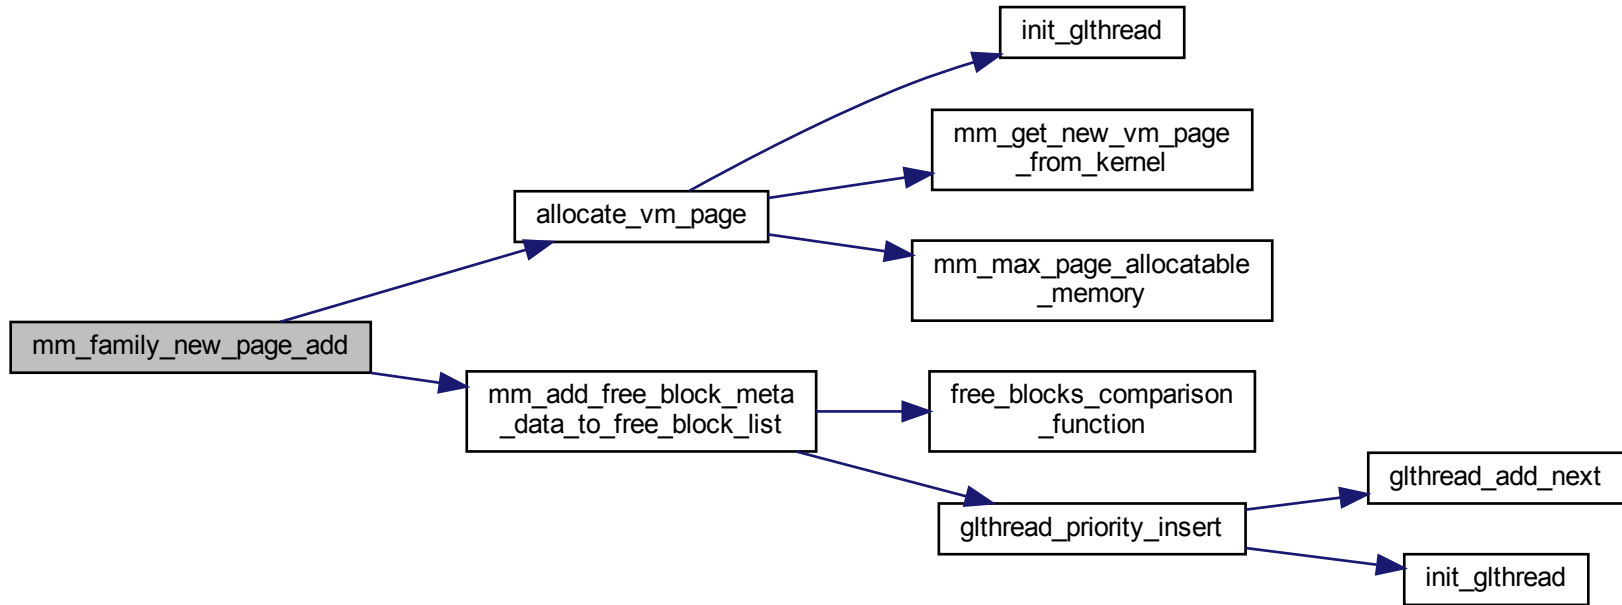 init_glthread
mm_get_new_vm_page
_from_kernel
allocate_vm_page
mm_max_page_allocatable
_memory
mm_family_new_page_add
mm_add_free_block_meta
_data_to_free_block_list
free_blocks_comparison
_function
glthread_add_next
glthread_priority_insert
init_glthread